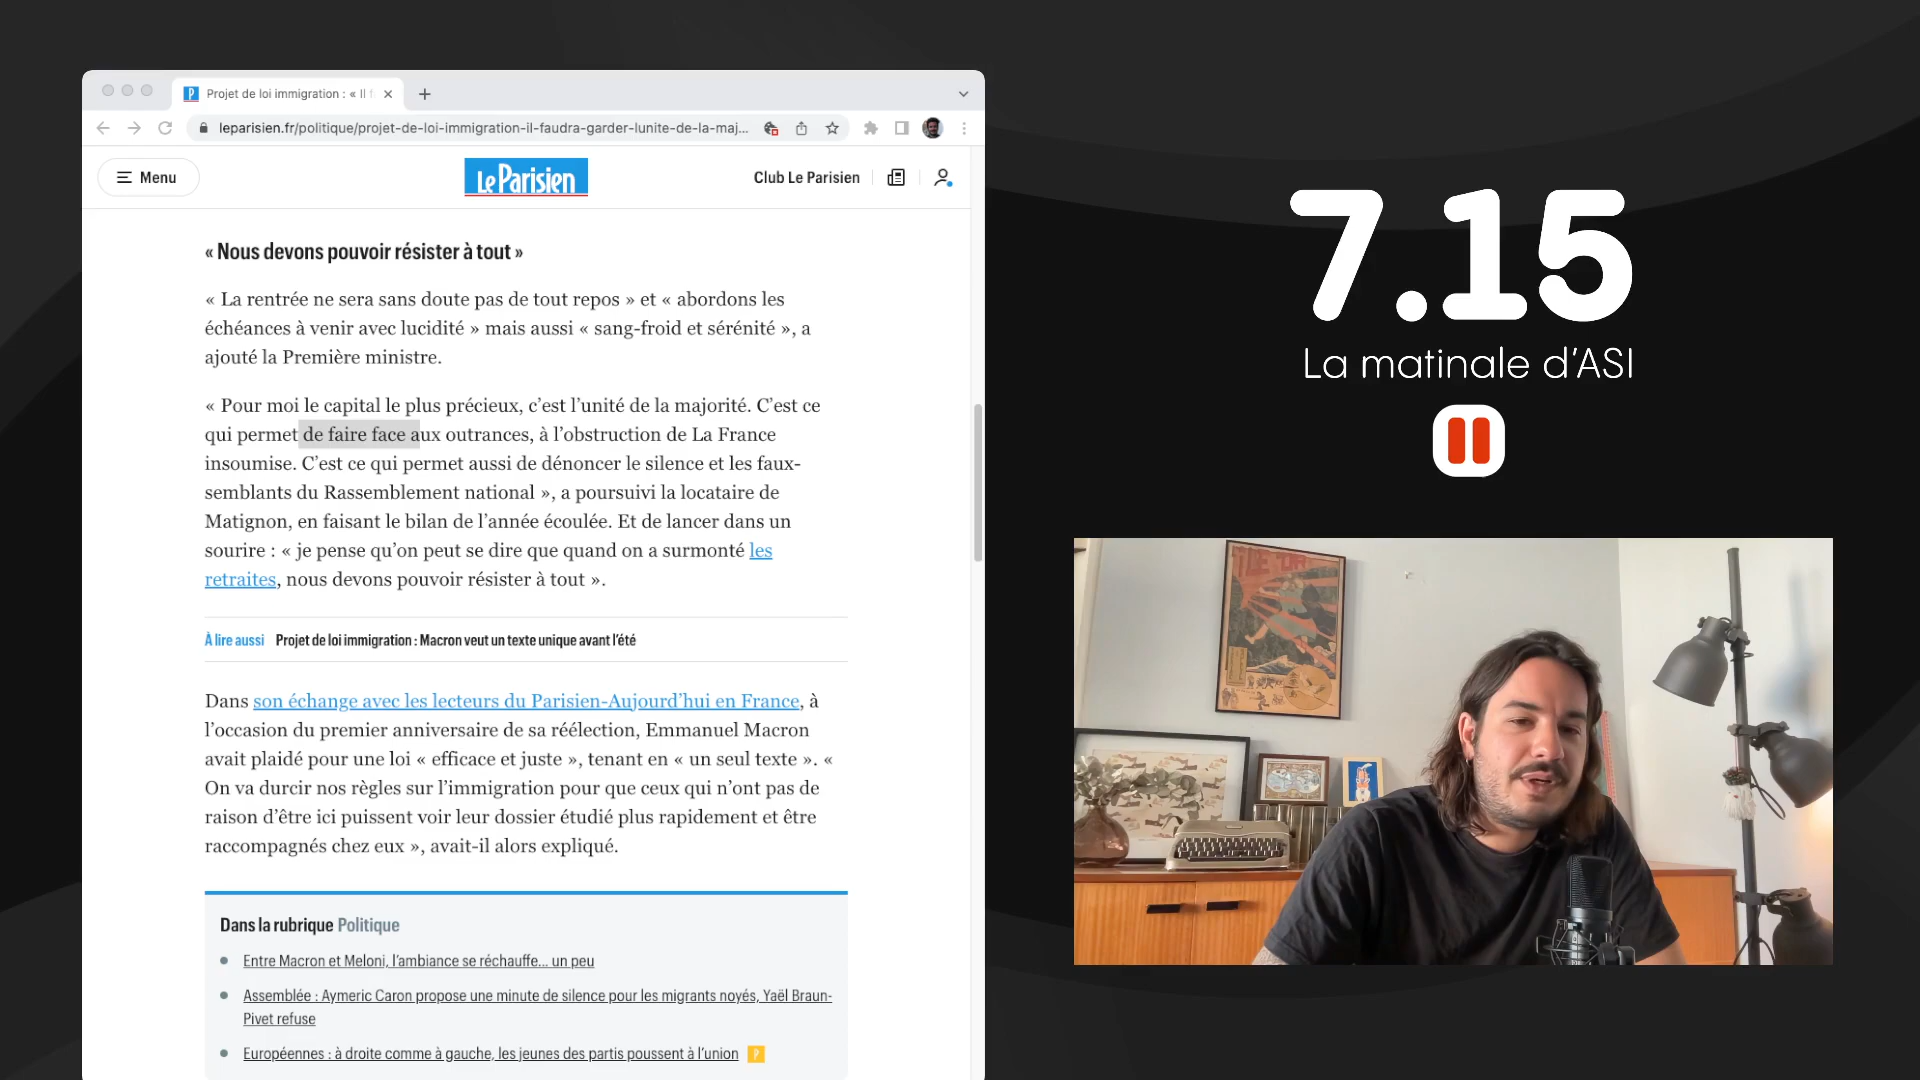 Projet de loi immigration : « Il f
leparisien.fr/politique/projet-de-loi-immigration-il-faudra-garder-lunite-de-la-maj...
Menu
Le Parisien
Club Le Parisien
« Nous devons pouvoir résister à tout »
« La rentrée ne sera sans doute pas de tout repos » et « abordons les
échéances à venir avec lucidité » mais aussi « sang-froid et sérénité », a
ajouté la Première ministre.
« Pour moi le capital le plus précieux, c’est l’unité de la majorité. C’est ce
qui permet de faire face aux outrances, à l’obstruction de La France
insoumise. C’est ce qui permet aussi de dénoncer le silence et les faux-
semblants du Rassemblement national », a poursuivi la locataire de
Matignon, en faisant le bilan de l’année écoulée. Et de lancer dans un
sourire : « je pense qu’on peut se dire que quand on a surmonté les
retraites, nous devons pouvoir résister à tout ».
À lire aussi Projet de loi immigration : Macron veut un texte unique avant l’été
Dans son échange avec les lecteurs du Parisien-Aujourd’hui en France, à
l’occasion du premier anniversaire de sa réélection, Emmanuel Macron
avait plaidé pour une loi « efficace et juste », tenant en « un seul texte ». «
On va durcir nos règles sur l’immigration pour que ceux qui n’ont pas de
raison d’être ici puissent voir leur dossier étudié plus rapidement et être
raccompagnés chez eux », avait-il alors expliqué.
Dans la rubrique Politique
Entre Macron et Meloni, l’ambiance se réchauffe... un peu
Assemblée : Aymeric Caron propose une minute de silence pour les migrants noyés, Yaël Braun-
Pivet refuse
Européennes : à droite comme à gauche, les jeunes des partis poussent à l’union
7.15
La matinale d’ASI